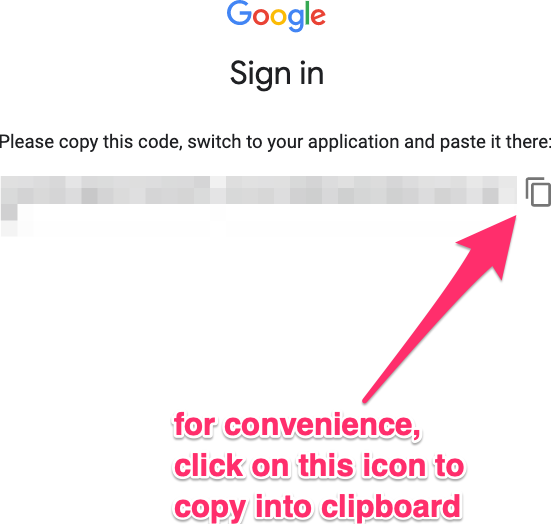 Google
Sign in
Please copy this code, switch to your application and paste it there:
for convenience,
click on this icon to
copy into clipboard